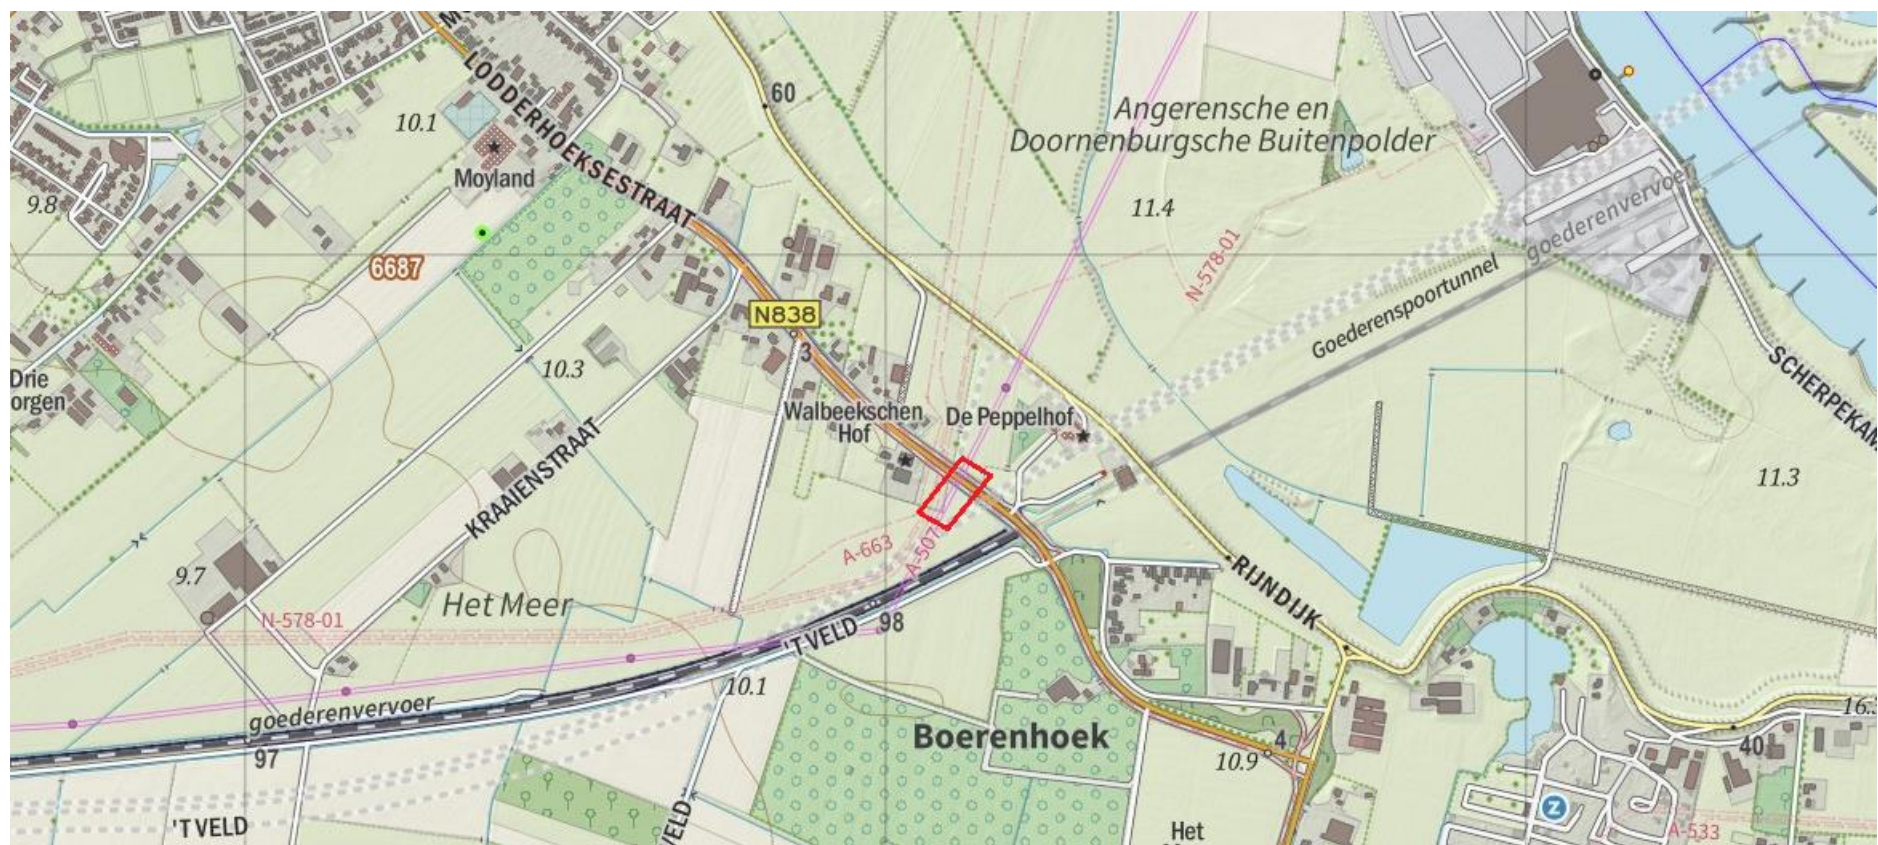 LODDERHOEKSESTRAAT
60
10.1
Angerensche en
Doornenburgsche Buitenpolder
Moyland
9.8
11.4
goederenvervoer
N-578-01
6687
Goederenspoortunnel
N838
3
10.3
SCHERPEKAM
Drie
orgen
Walbeekschen
Hof
De Peppelhof
KRAAIENSTRAAT
11.3
A-663
A-507
9.7
Het Meer
RIJNDIJK
N-578-01
98
'T VELD
10.1
goederenvervoer
16.
Boerenhoek
4
40
97
10.9
Z
'T VELD
VELD
Het
A-533